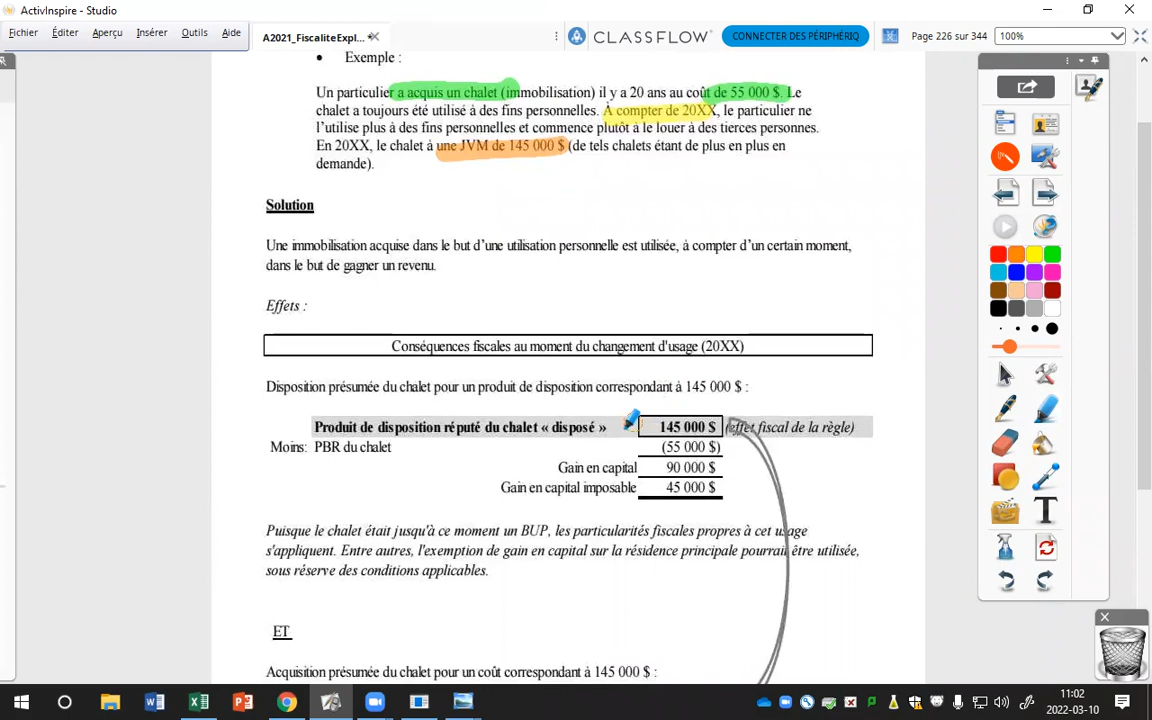 ActivInspire - Studio
Fichier Éditer Aperçu Insérer Outils Aide
A2021_FiscaliteExpl...
CLASSFLOW
CONNECTER DES PÉRIPHÉRIQ
Page 226 sur 344
100%
• Exemple :
Un particulier a acquis un chalet (immobilisation) il y a 20 ans au coût de 55 000 $. Le
chalet a toujours été utilisé à des fins personnelles. À compter de 20XX, le particulier ne
l'utilise plus à des fins personnelles et commence plutôt à le louer à des tierces personnes.
En 20XX, le chalet à une JVM de 145 000 $ (de tels chalets étant de plus en plus en
demande).
Solution
Une immobilisation acquise dans le but d'une utilisation personnelle est utilisée, à compter d'un certain moment,
dans le but de gagner un revenu.
Effets :
Conséquences fiscales au moment du changement d'usage (20XX)
Disposition présumée du chalet pour un produit de disposition correspondant à 145 000 $ :
Produit de disposition réputé du chalet « disposé » 145 000 $ (effet fiscal de la règle)
Moins: PBR du chalet (55 000 $)
Gain en capital 90 000 $
Gain en capital imposable 45 000 $
Puisque le chalet était jusqu'à ce moment un BUP, les particularités fiscales propres à cet usage
s'appliquent. Entre autres, l'exemption de gain en capital sur la résidence principale pourrait être utilisée,
sous réserve des conditions applicables.
ET
Acquisition présumée du chalet pour un coût correspondant à 145 000 $ :
11:02
2022-03-10